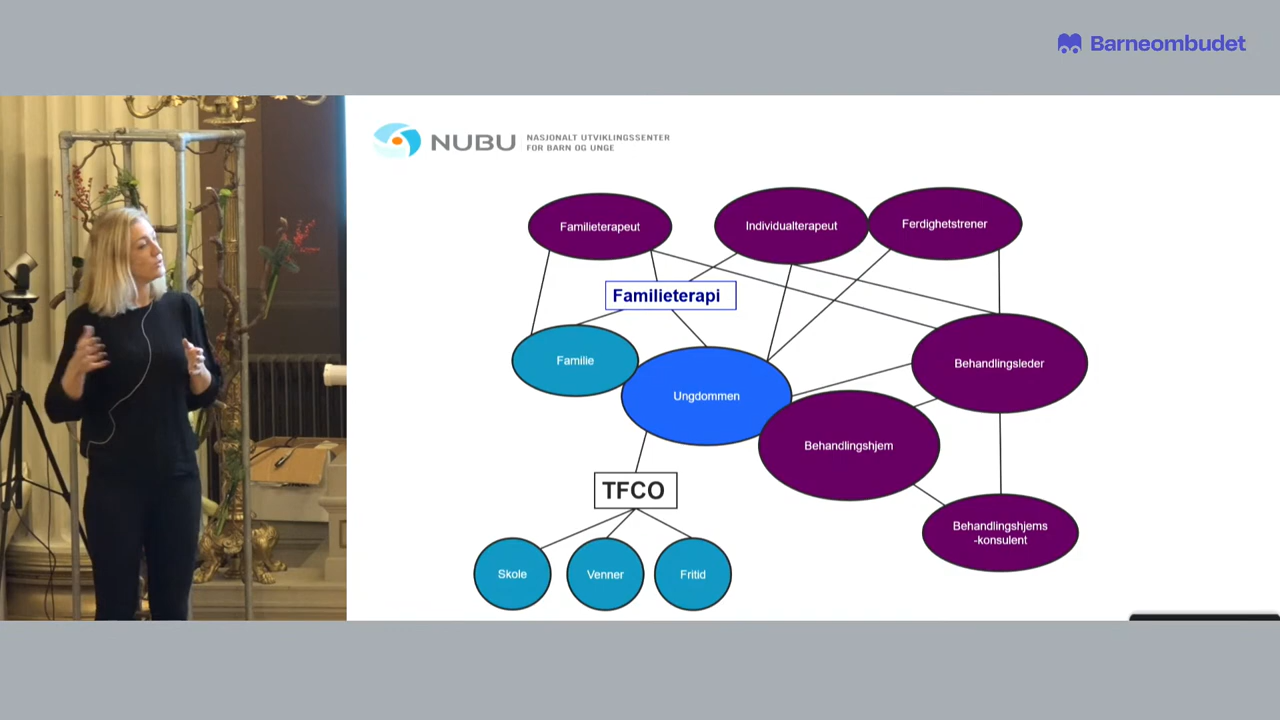 Barneombudet
NUBU
NASJONALT UTVIKLINGSSENTER
FOR BARN OG UNGE
Familieterapeut
Individualterapeut
Ferdighetstrener
Familieterapi
Familie
Behandlingsleder
Ungdommen
Behandlingshjem
TFCO
Behandlingshjems
-konsulent
Skole
Venner
Fritid